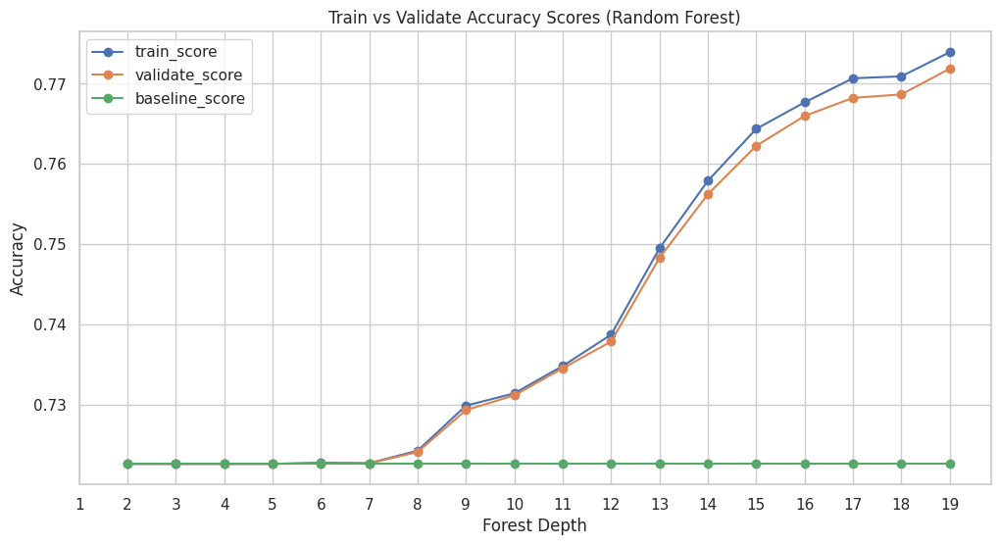 Train vs Validate Accuracy Scores (Random Forest)
train_score
validate_score
baseline_score
Accuracy
0.77
0.76
0.75
0.74
0.73
1 2 3 4 5 6 7 8 9 10 11 12 13 14 15 16 17 18 19
Forest Depth